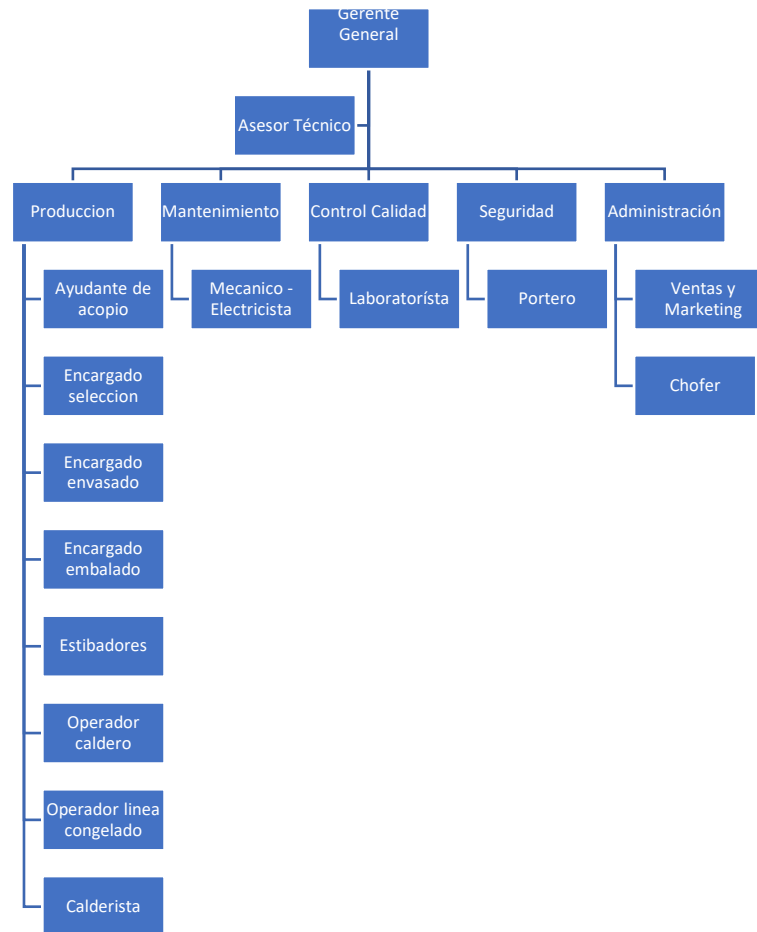 Gerente
General
Asesor Técnico
Produccion
Mantenimiento
Control Calidad
Seguridad
Administración
Ayudante de
acopio
Mecanico -
Electricista
Laboratorísta
Portero
Ventas y
Marketing
Encargado
seleccion
Chofer
Encargado
envasado
Encargado
embalado
Estibadores
Operador
caldero
Operador linea
congelado
Calderista